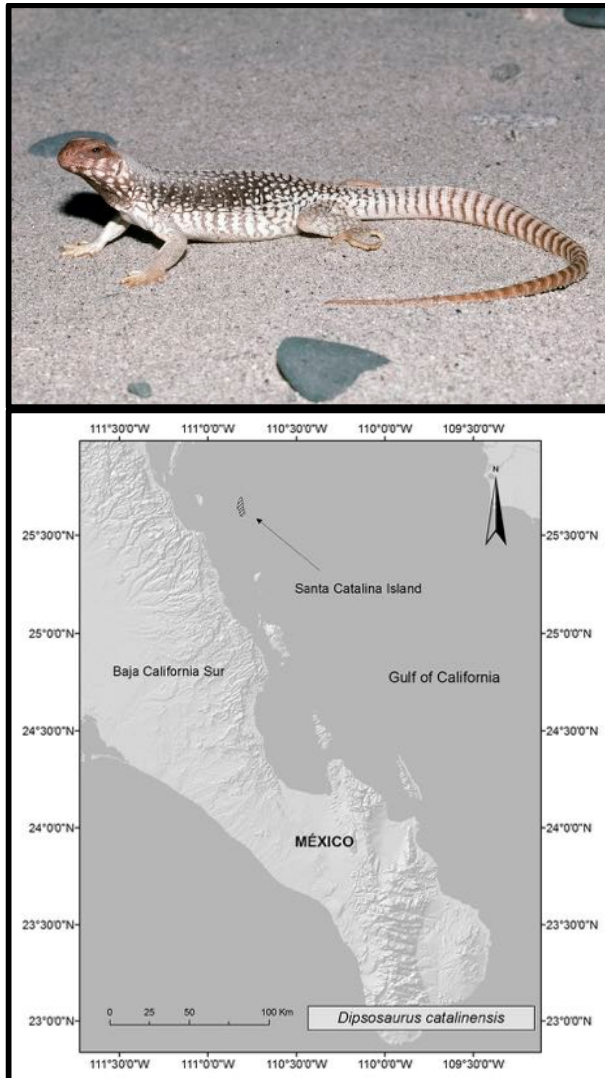 111°30'0"W 111°0'0"W 110°30'0"W 110°0'0"W 109°30'0"W
N
25°30'0"N 25°30'0"N
Santa Catalina Island
25°0'0"N 25°0'0"N
Baja California Sur
Gulf of California
24°30'0"N 24°30'0"N
24°0'0"N 24°0'0"N
MÉXICO
23°30'0"N 23°30'0"N
0 25 50 100 Km
Dipsosaurus catalinensis
23°0'0"N 23°0'0"N
111°30'0"W 111°0'0"W 110°30'0"W 110°0'0"W 109°30'0"W